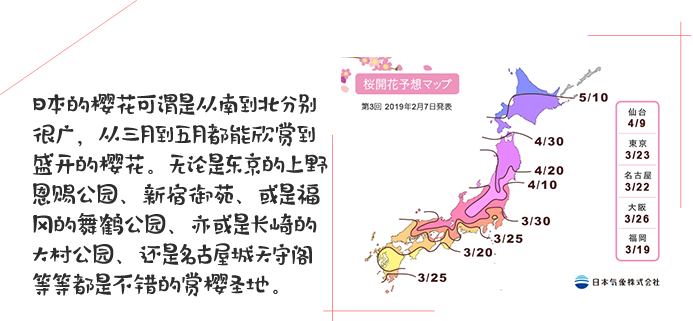 日本的樱花可谓是从南到北分别
很广，从三月到五月都能欣赏到
盛开的樱花。无论是东京的上野
恩赐公园、新宿御苑、或是福
冈的舞鹤公园、亦或是长崎的
大村公园、还是名古屋城天守阁
等等都是不错的赏樱圣地。
桜開花予想マップ
第3回 2019年2月7日発表
5/10
4/30
4/20
4/10
3/30
3/25
3/20
3/25
仙台
4/9
東京
3/23
名古屋
3/22
大阪
3/26
福岡
3/19
日本気象株式会社